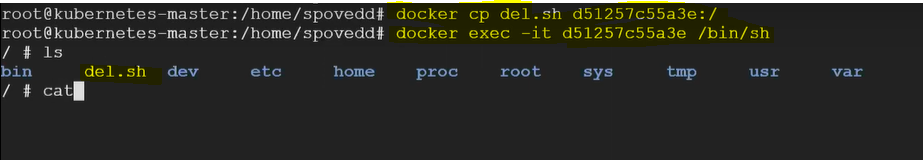 root@kubernetes-master:/home/spovedd# docker cp del.sh d51257c55a3e:/
root@kubernetes-master:/home/spovedd# docker exec -it d51257c55a3e /bin/sh
/ # ls
bin del.sh dev etc home proc root sys tmp usr var
/ # cat